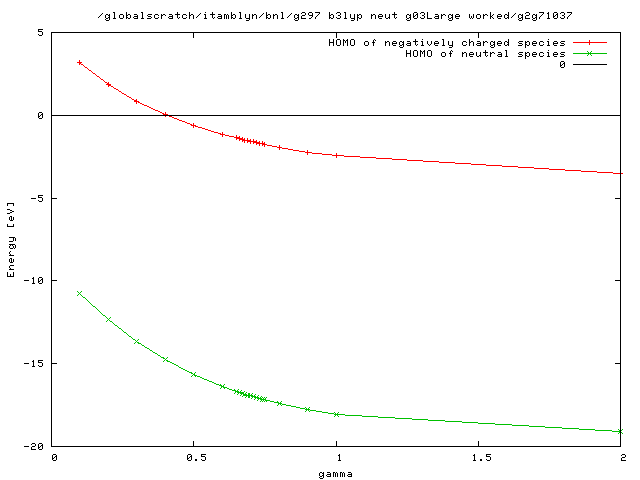 /globalscratch/itamblyn/bnl/g297 b3lyp neut g03Large worked/g2g71037
HOMO of negatively charged species
HOMO of neutral species
0
5
0
-5
-10
-15
-20
Energy [eV]
0 0.5 1 1.5 2
gamma